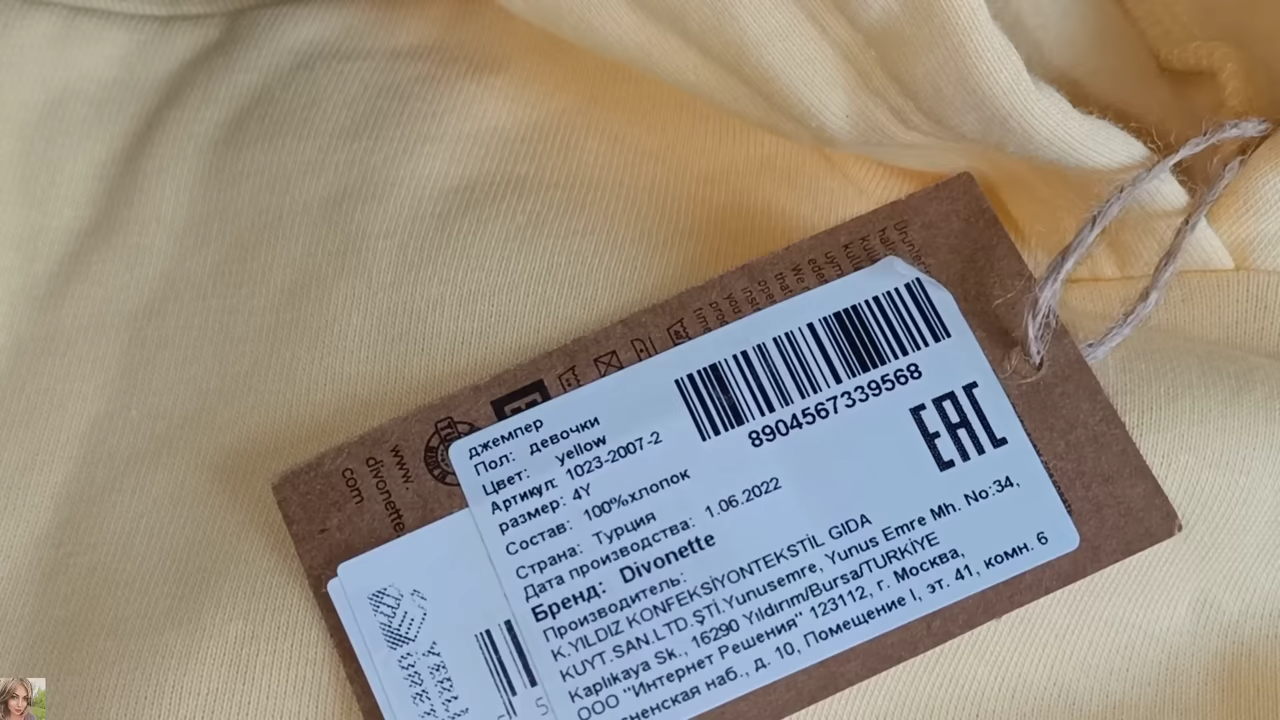 джемпер
Пол: девочки
Цвет: yellow
Артикул: 1023-2007-2
размер: 4Y
Состав: 100%хлопок
Страна: Турция
Дата производства: 1.06.2022
Бренд: Divonette
Производитель:
K.YILDIZ KONFEKSİYONTEKSTİL GIDA
KUYT.SAN.LTD.ŞTİ.Yunusemre, Yunus Emre Mh. No:34,
Kaplıkaya Sk., 16290 Yıldırım/Bursa/TURKİYE
ООО "Интернет Решения" 123112, г. Москва,
наб., д. 10, Помещение I, эт. 41, комн. 6
8904567339568
EAC
www.
divonette
com